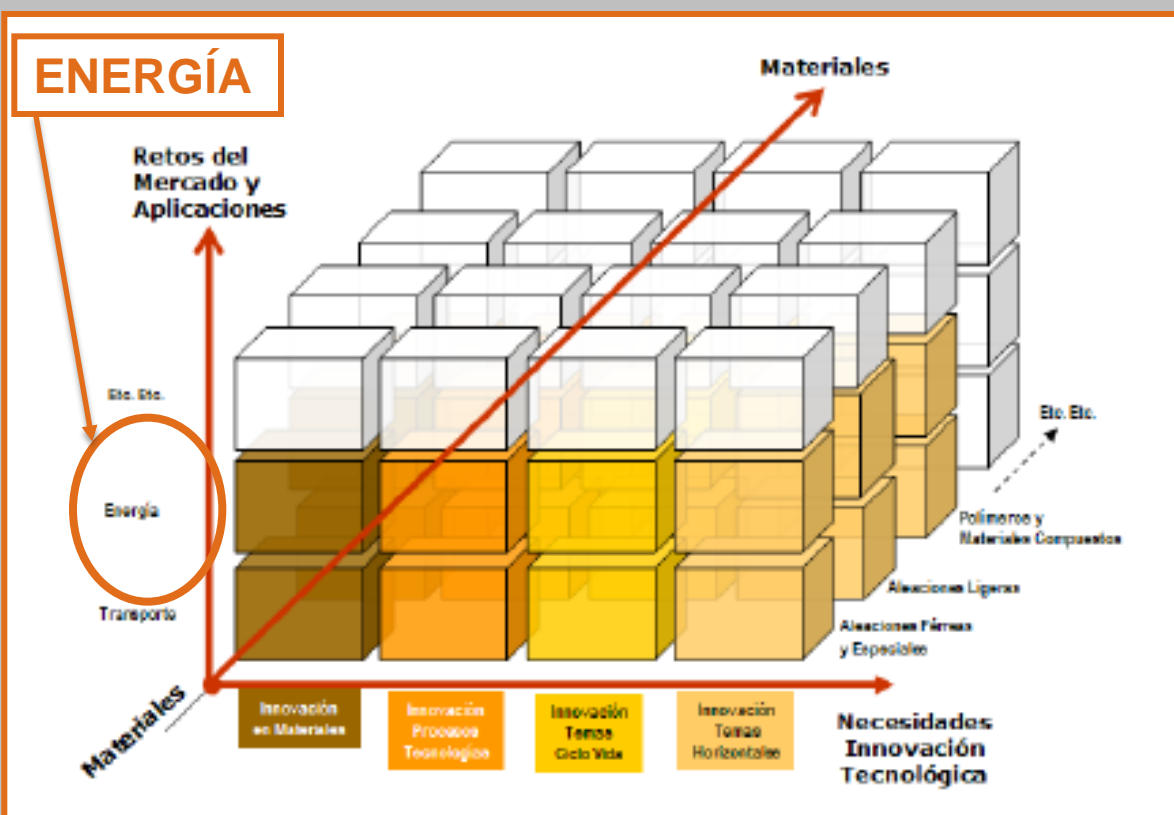 ENERGÍA
Materiales
Retos del
Mercado y
Aplicaciones
Etc. Etc.
Energía
Transporte
Etc. Etc.
Polímeros y
Materiales Compuestos
Aleaciones Ligeras
Aleaciones Férreas
y Especiales
Materiales
Innovación
en Materiales
Innovación
Procesos
Tecnologica
Innovación
Temas
Ciclo Vida
Innovación
Temas
Horizontales
Necesidades
Innovación
Tecnológica